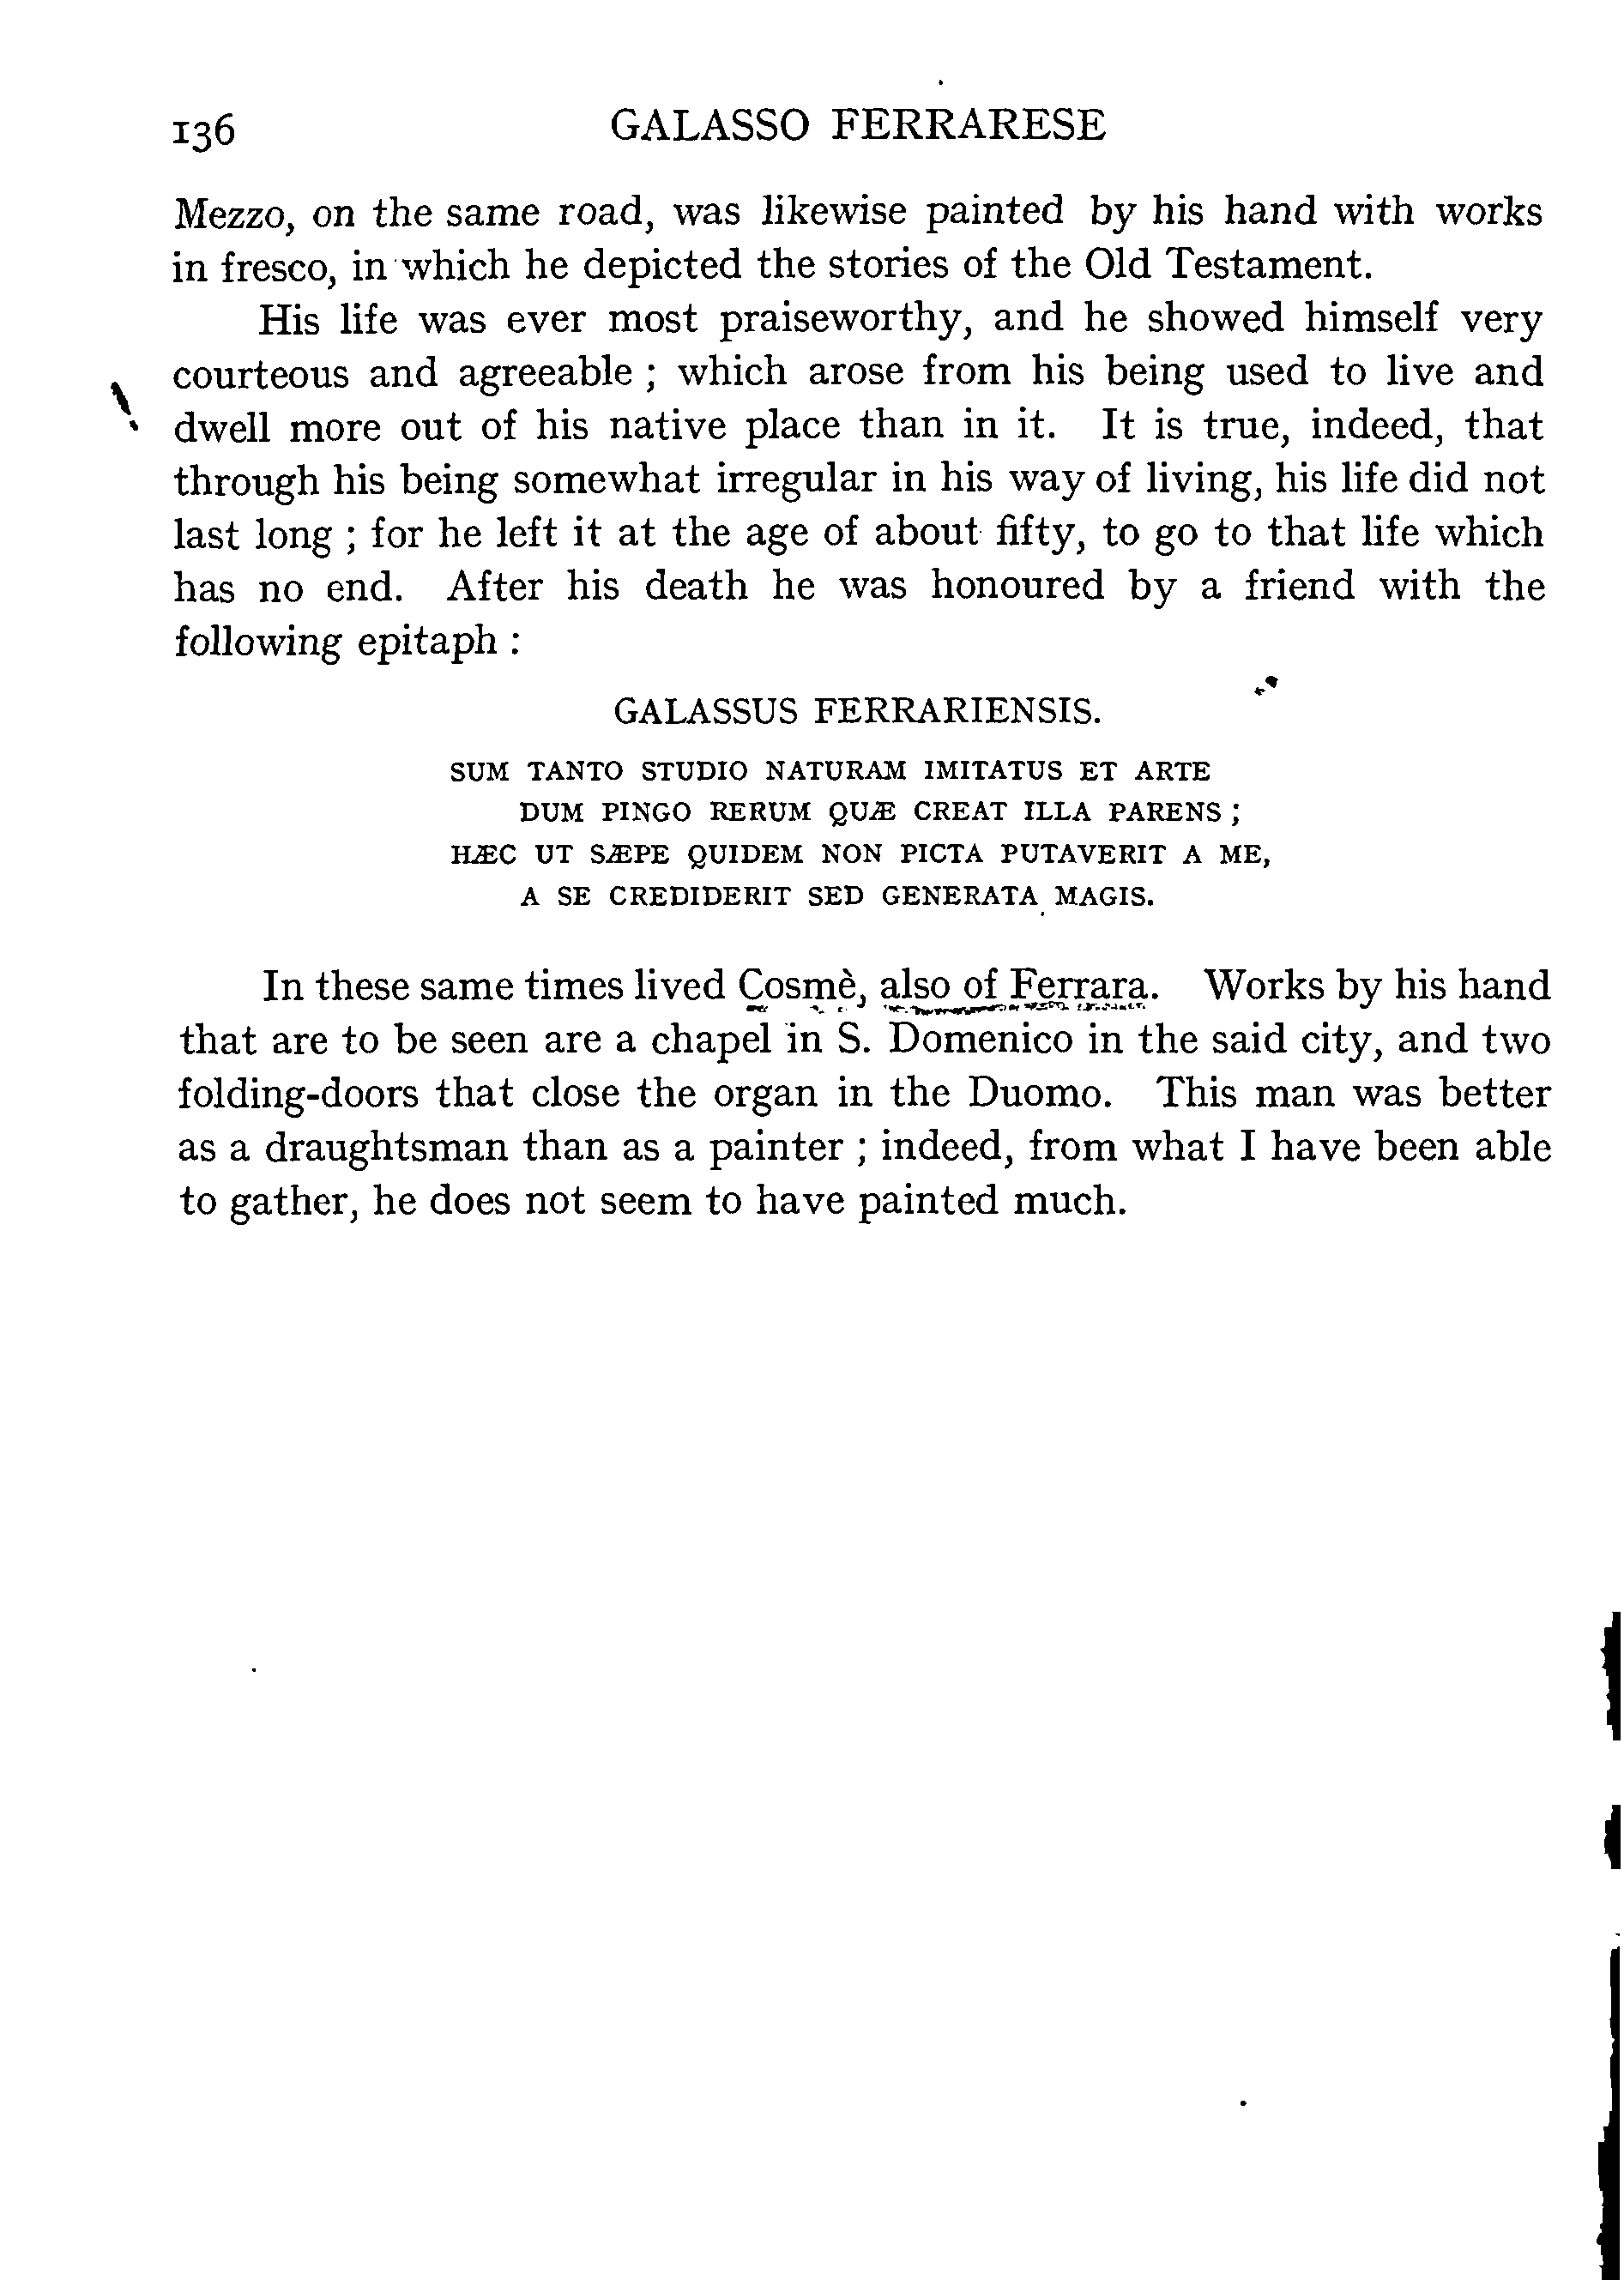 136 GALASSO FERRARESE
Mezzo, on the same road, was likewise painted by his hand with works
in fresco, in which he depicted the stories of the Old Testament.
His life was ever most praiseworthy, and he showed himself very
courteous and agreeable ; which arose from his being used to live and
dwell more out of his native place than in it. It is true, indeed, that
through his being somewhat irregular in his way of living, his life did not
last long ; for he left it at the age of about fifty, to go to that life which
has no end. After his death he was honoured by a friend with the
following epitaph :
GALASSUS FERRARIENSIS.
SUM TANTO STUDIO NATURAM IMITATUS ET ARTE
DUM PINGO RERUM QUÆ CREAT ILLA PARENS ;
HÆC UT SÆPE QUIDEM NON PICTA PUTAVERIT A ME,
A SE CREDIDERIT SED GENERATA MAGIS.
In these same times lived Cosmè, also of Ferrara. Works by his hand
that are to be seen are a chapel in S. Domenico in the said city, and two
folding-doors that close the organ in the Duomo. This man was better
as a draughtsman than as a painter ; indeed, from what I have been able
to gather, he does not seem to have painted much.